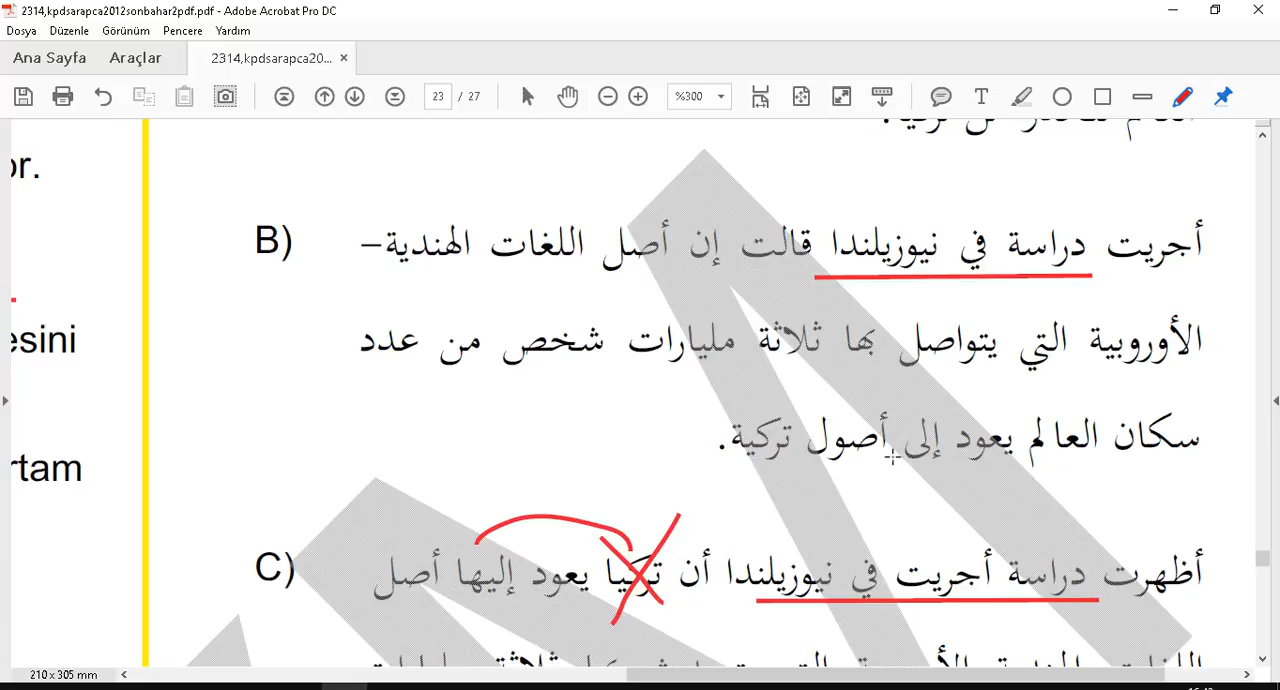 2314,kpdsarapca2012sonbahar2pdf.pdf - Adobe Acrobat Pro DC
Dosya Düzenle Görünüm Pencere Yardım
Ana Sayfa Araçlar 2314,kpdsarapca20... ×
23 / 27 %300
or.
esini
rtam
B) أجريت دراسة في نيوزيلندا قالت إن أصل اللغات الهندية–
الأوروبية التي يتواصل بها ثلاثة مليارات شخص من عدد
سكان العالم يعود إلى أصول تركية.
C) أظهرت دراسة أجريت في نيوزيلندا أن تركيا يعود إليها أصل
210 x 305 mm